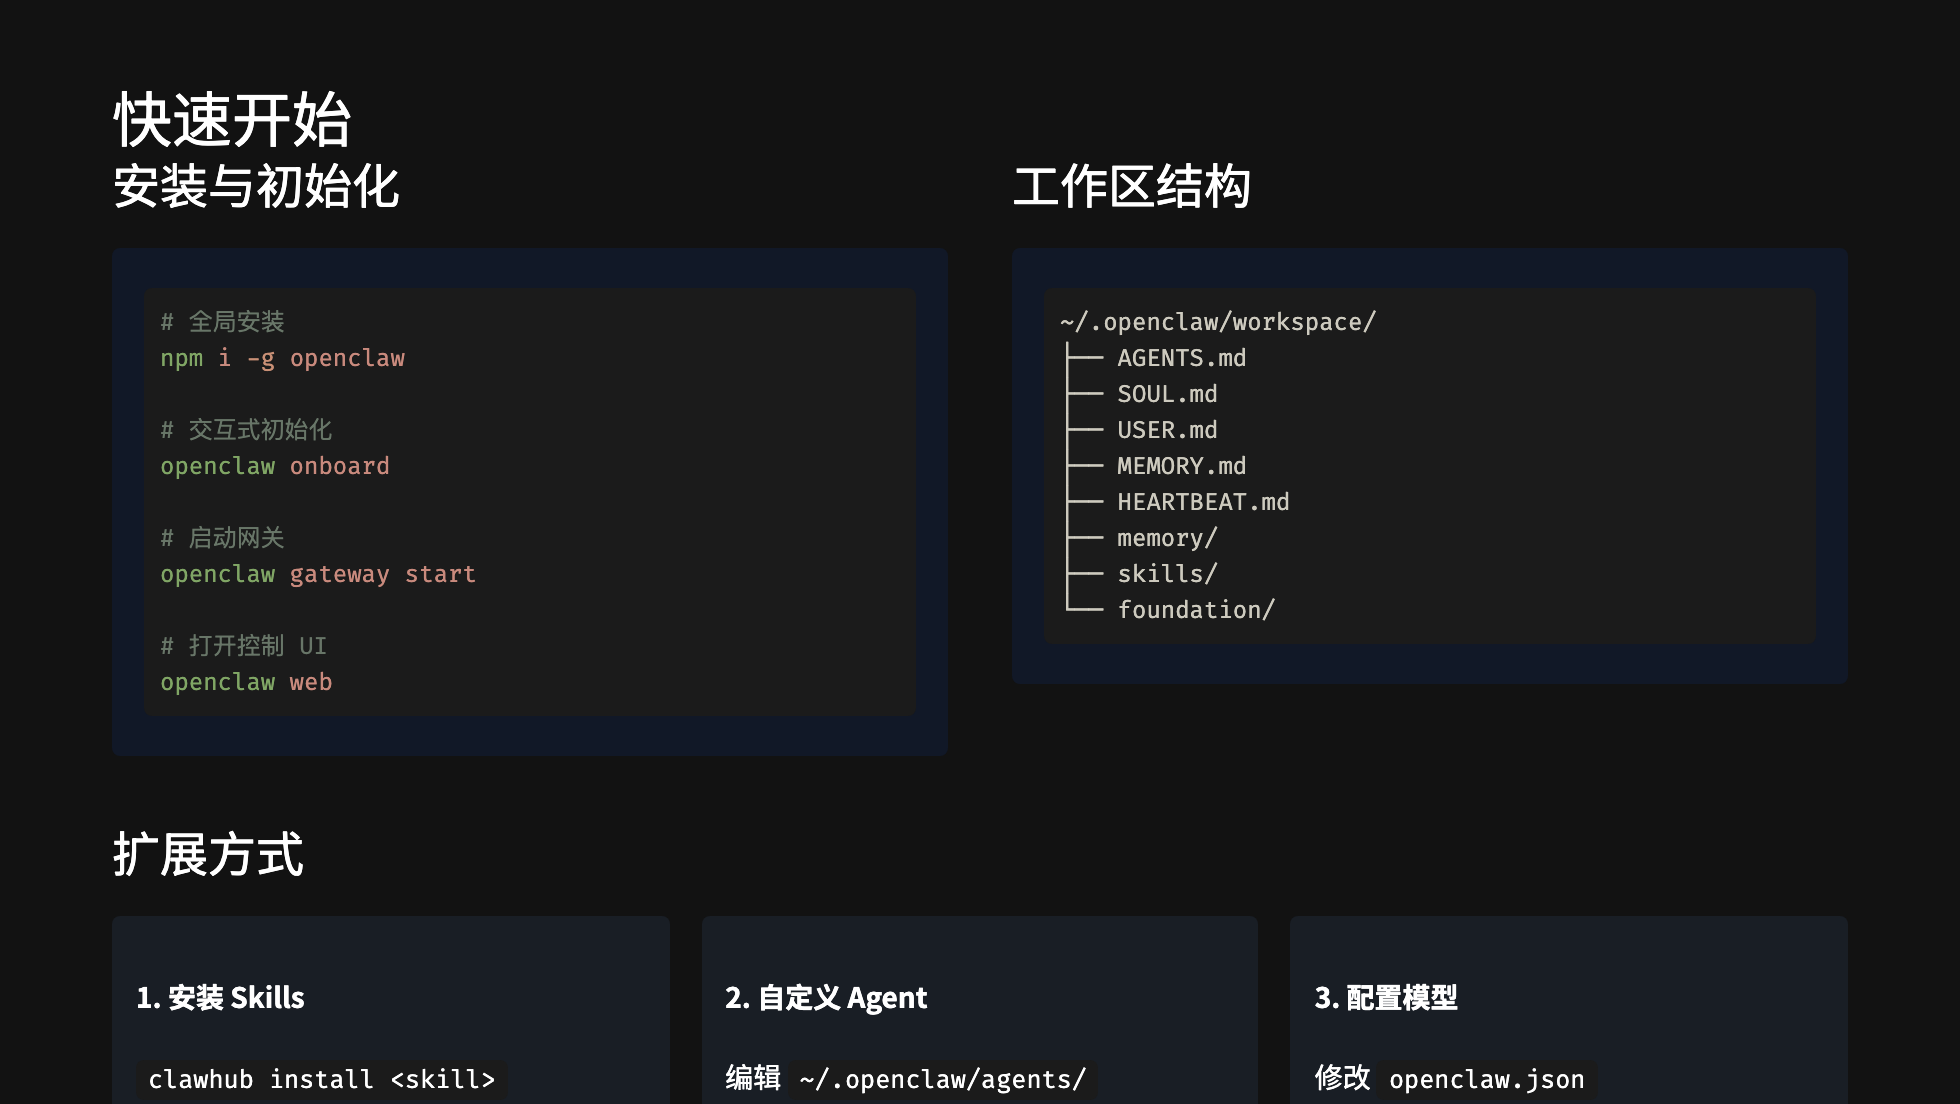 快速开始
安装与初始化
# 全局安装
npm i -g openclaw
# 交互式初始化
openclaw onboard
# 启动网关
openclaw gateway start
# 打开控制 UI
openclaw web
工作区结构
~/.openclaw/workspace/
├── AGENTS.md
├── SOUL.md
├── USER.md
├── MEMORY.md
├── HEARTBEAT.md
├── memory/
├── skills/
└── foundation/
扩展方式
1. 安装 Skills
clawhub install <skill>
2. 自定义 Agent
编辑 ~/.openclaw/agents/
3. 配置模型
修改 openclaw.json